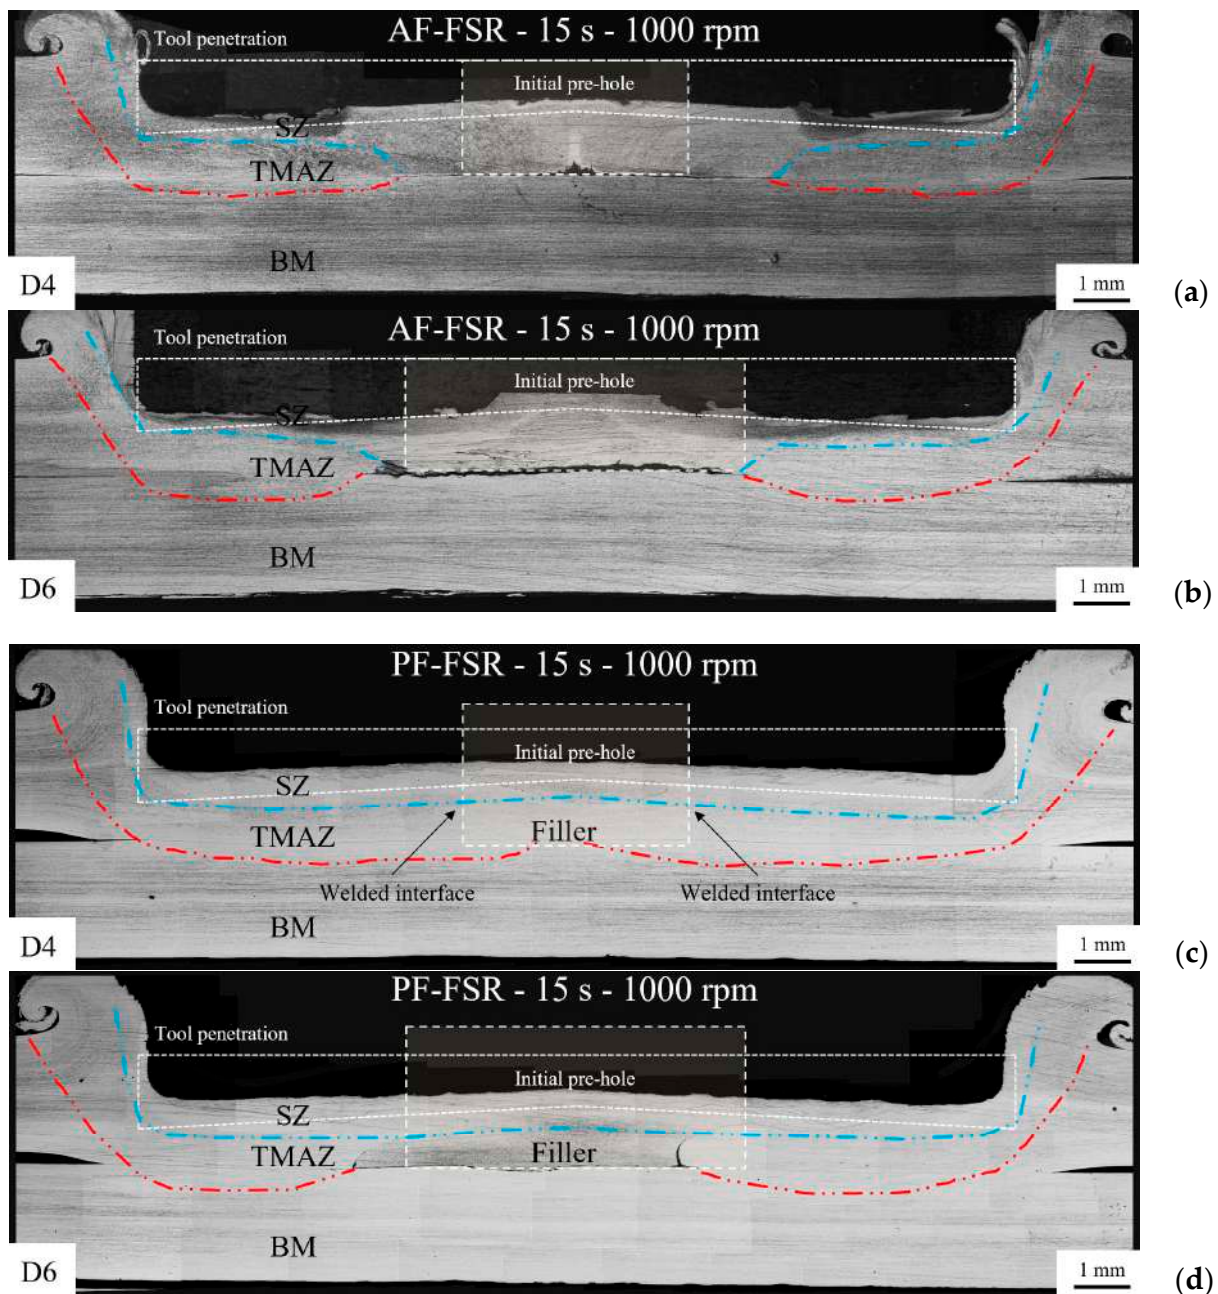 AF-FSR - 15 s - 1000 rpm
Tool penetration
Initial pre-hole
SZ
TMAZ
BM
D4
1 mm
(a)
AF-FSR - 15 s - 1000 rpm
Tool penetration
Initial pre-hole
SZ
TMAZ
BM
D6
1 mm
(b)
PF-FSR - 15 s - 1000 rpm
Tool penetration
Initial pre-hole
SZ
TMAZ
Filler
Welded interface
Welded interface
BM
D4
1 mm
(c)
PF-FSR - 15 s - 1000 rpm
Tool penetration
Initial pre-hole
SZ
TMAZ
Filler
BM
D6
1 mm
(d)